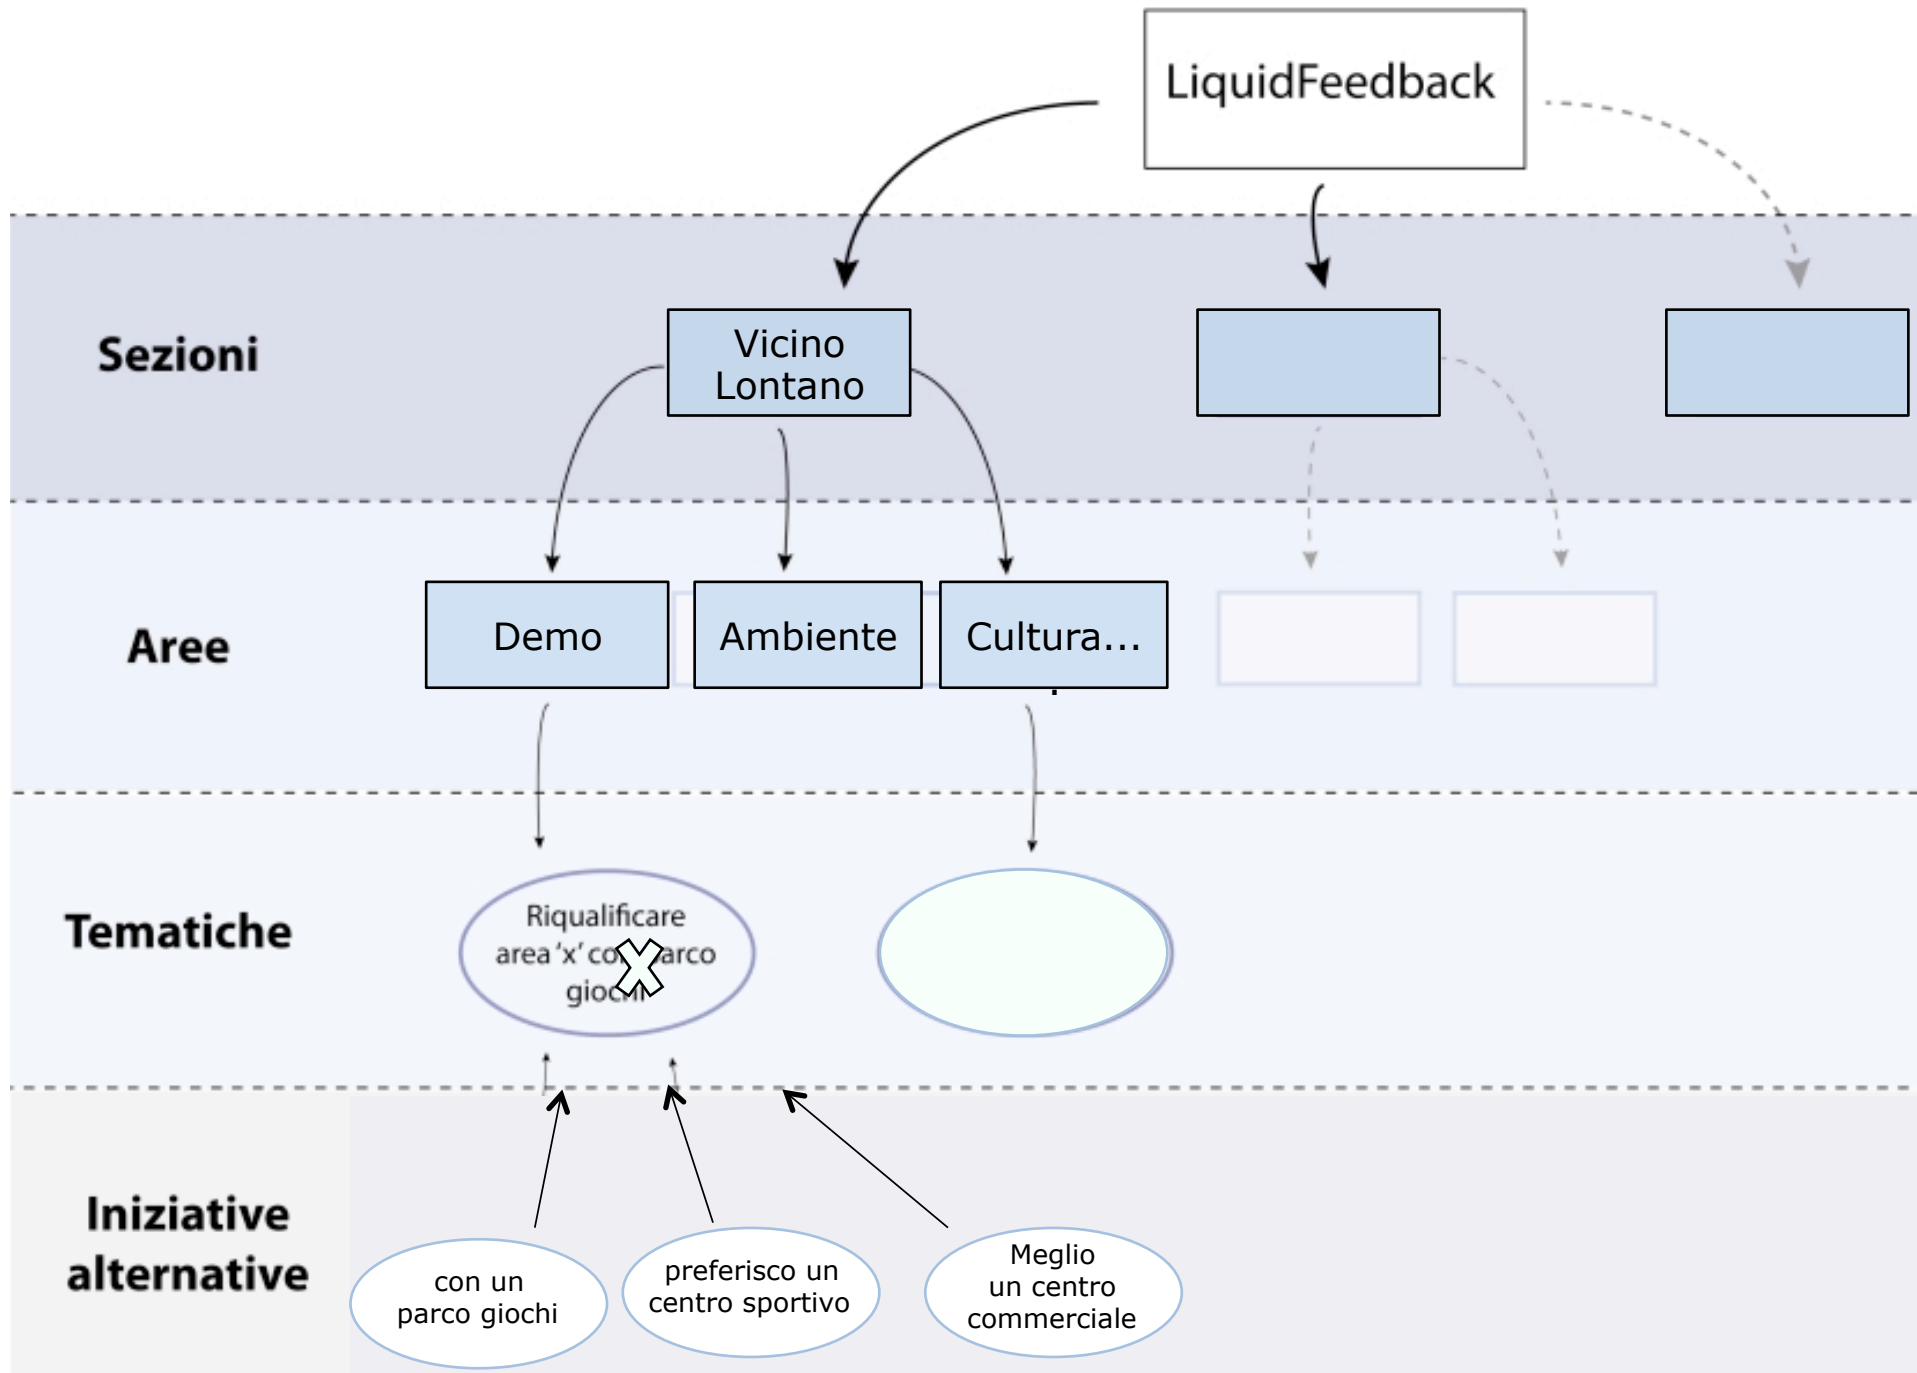 LiquidFeedback
Sezioni
Vicino
Lontano
Aree
Demo
Ambiente
Cultura...
.
Tematiche
Riqualificare
area 'x'
Iniziative
alternative
con un
parco giochi
preferisco un
centro sportivo
Meglio
un centro
commerciale